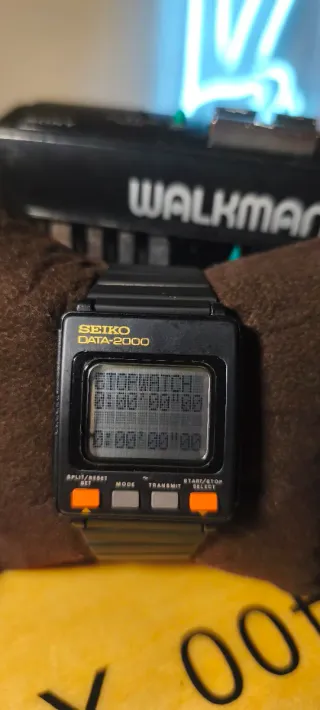 WALKMAN
SEIKO
DATA-2000
STOPWATCH
0:00'00"00
0:00'00"00
SPLIT/RESET
SET
MODE
TRANSMIT
START/STOP
SELECT